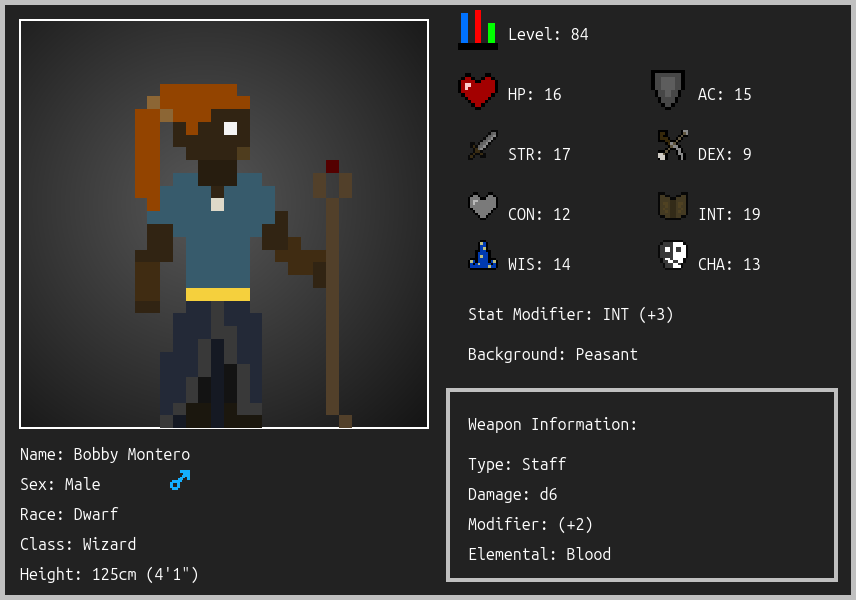 Level: 84
HP: 16
AC: 15
STR: 17
DEX: 9
CON: 12
INT: 19
WIS: 14
CHA: 13
Stat Modifier: INT (+3)
Background: Peasant
Weapon Information:
Type: Staff
Damage: d6
Modifier: (+2)
Elemental: Blood
Name: Bobby Montero
Sex: Male
Race: Dwarf
Class: Wizard
Height: 125cm (4'1")